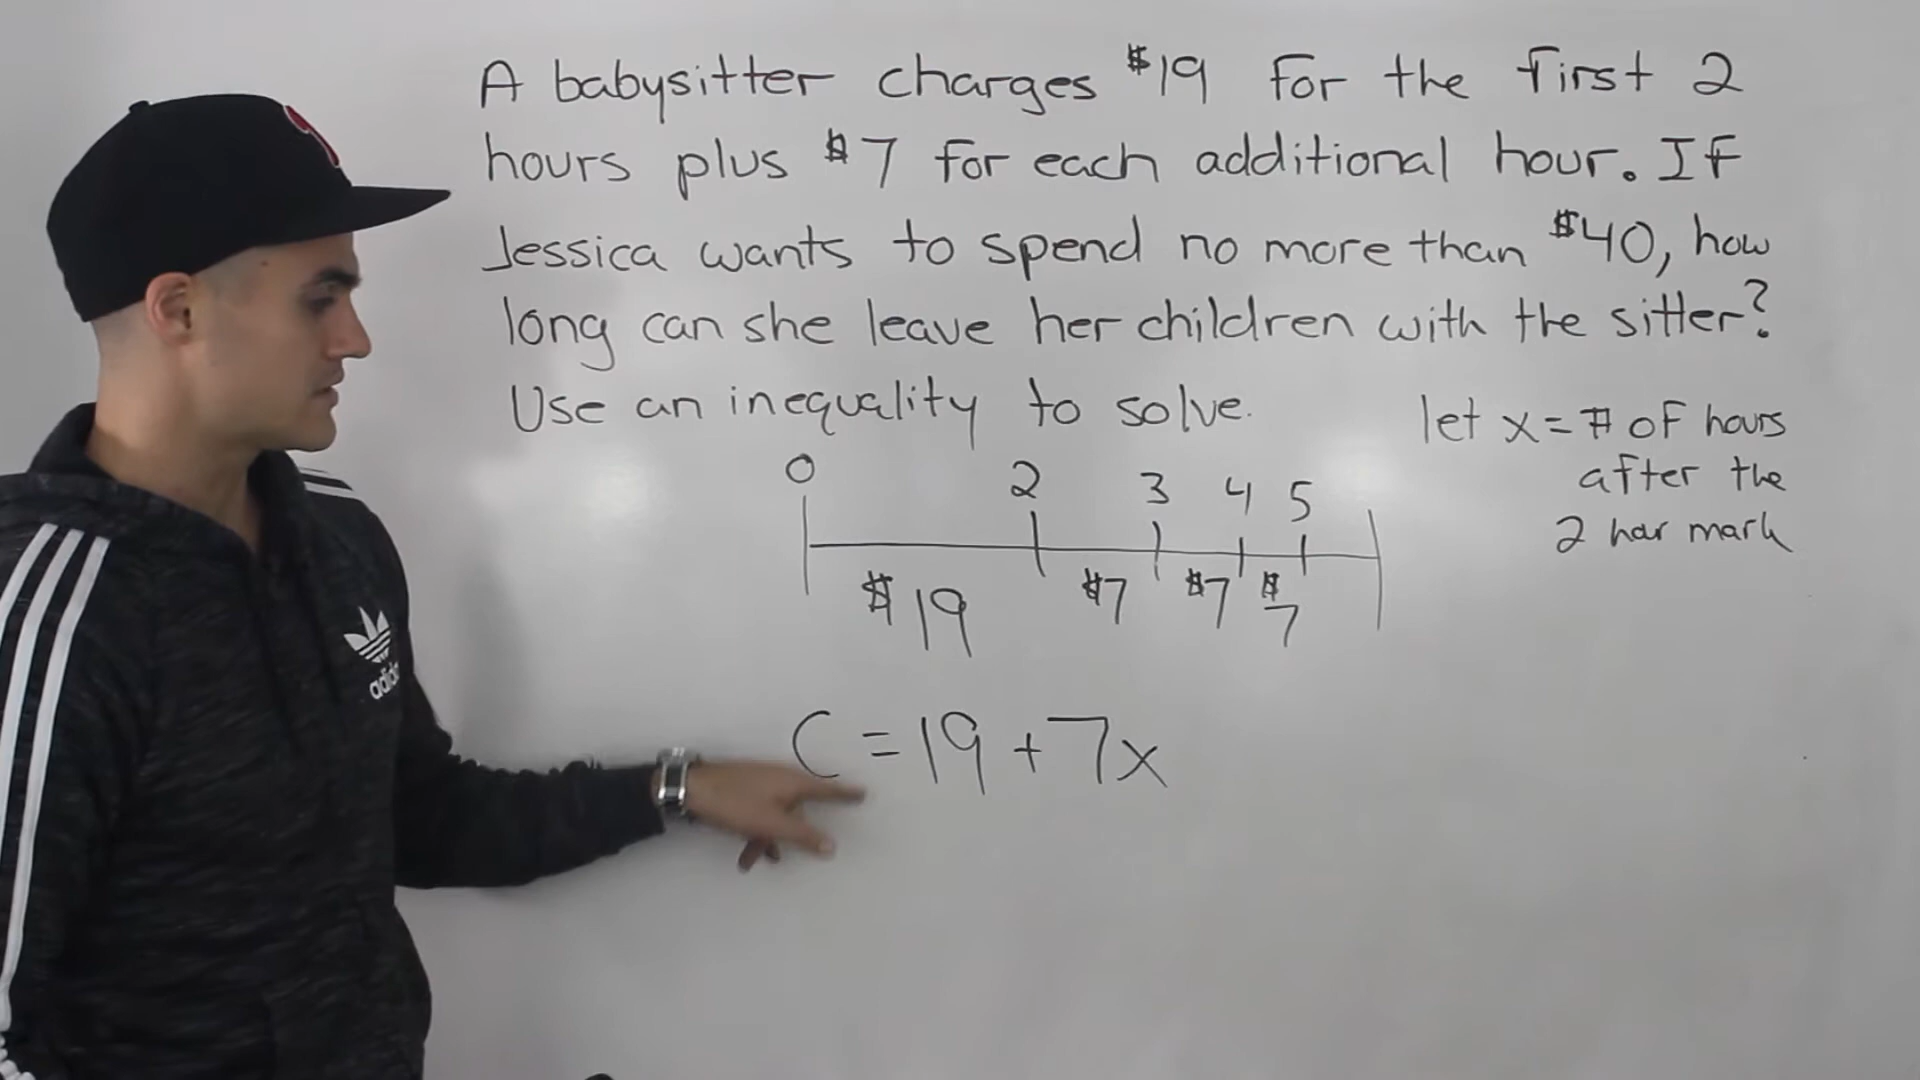 A babysitter charges $19 for the first 2
hours plus $7 for each additional hour. If
Jessica wants to spend no more than $40, how
long can she leave her children with the sitter?
Use an inequality to solve.
let x = # of hours
after the
2 hour mark
0 2 3 4 5
$19 $7 $7 $7
C = 19 + 7x
adidas